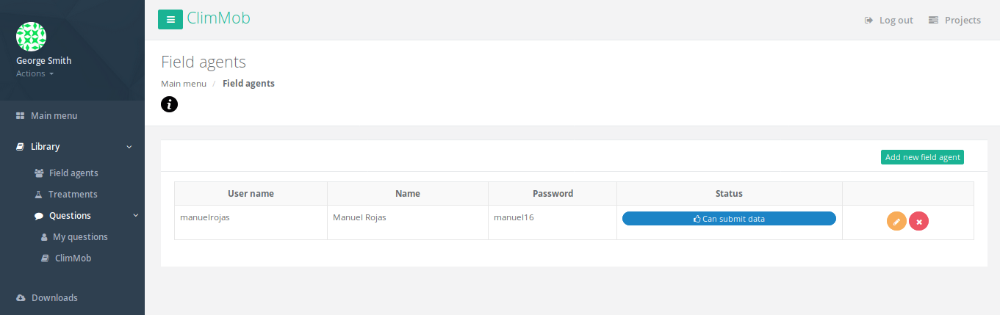 George Smith
Actions
Main menu
Library
Field agents
Treatments
Questions
My questions
ClimMob
Downloads
ClimMob
Log out
Projects
Field agents
Main menu / Field agents
Add new field agent
User name Name Password Status
manuelrojas Manuel Rojas manuel16 Can submit data